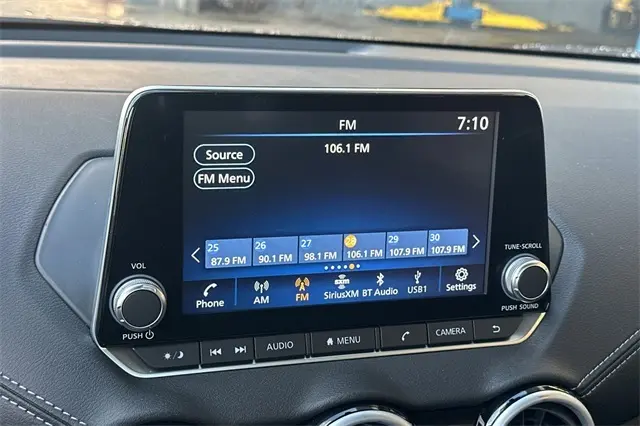 FM
7:10
106.1 FM
Source
FM Menu
25
87.9 FM
26
90.1 FM
27
98.1 FM
28
106.1 FM
29
107.9 FM
30
107.9 FM
Phone
AM
FM
SXM
SiriusXM
BT Audio
USB1
Settings
VOL
PUSH
TUNE·SCROLL
PUSH SOUND
AUDIO
MENU
CAMERA